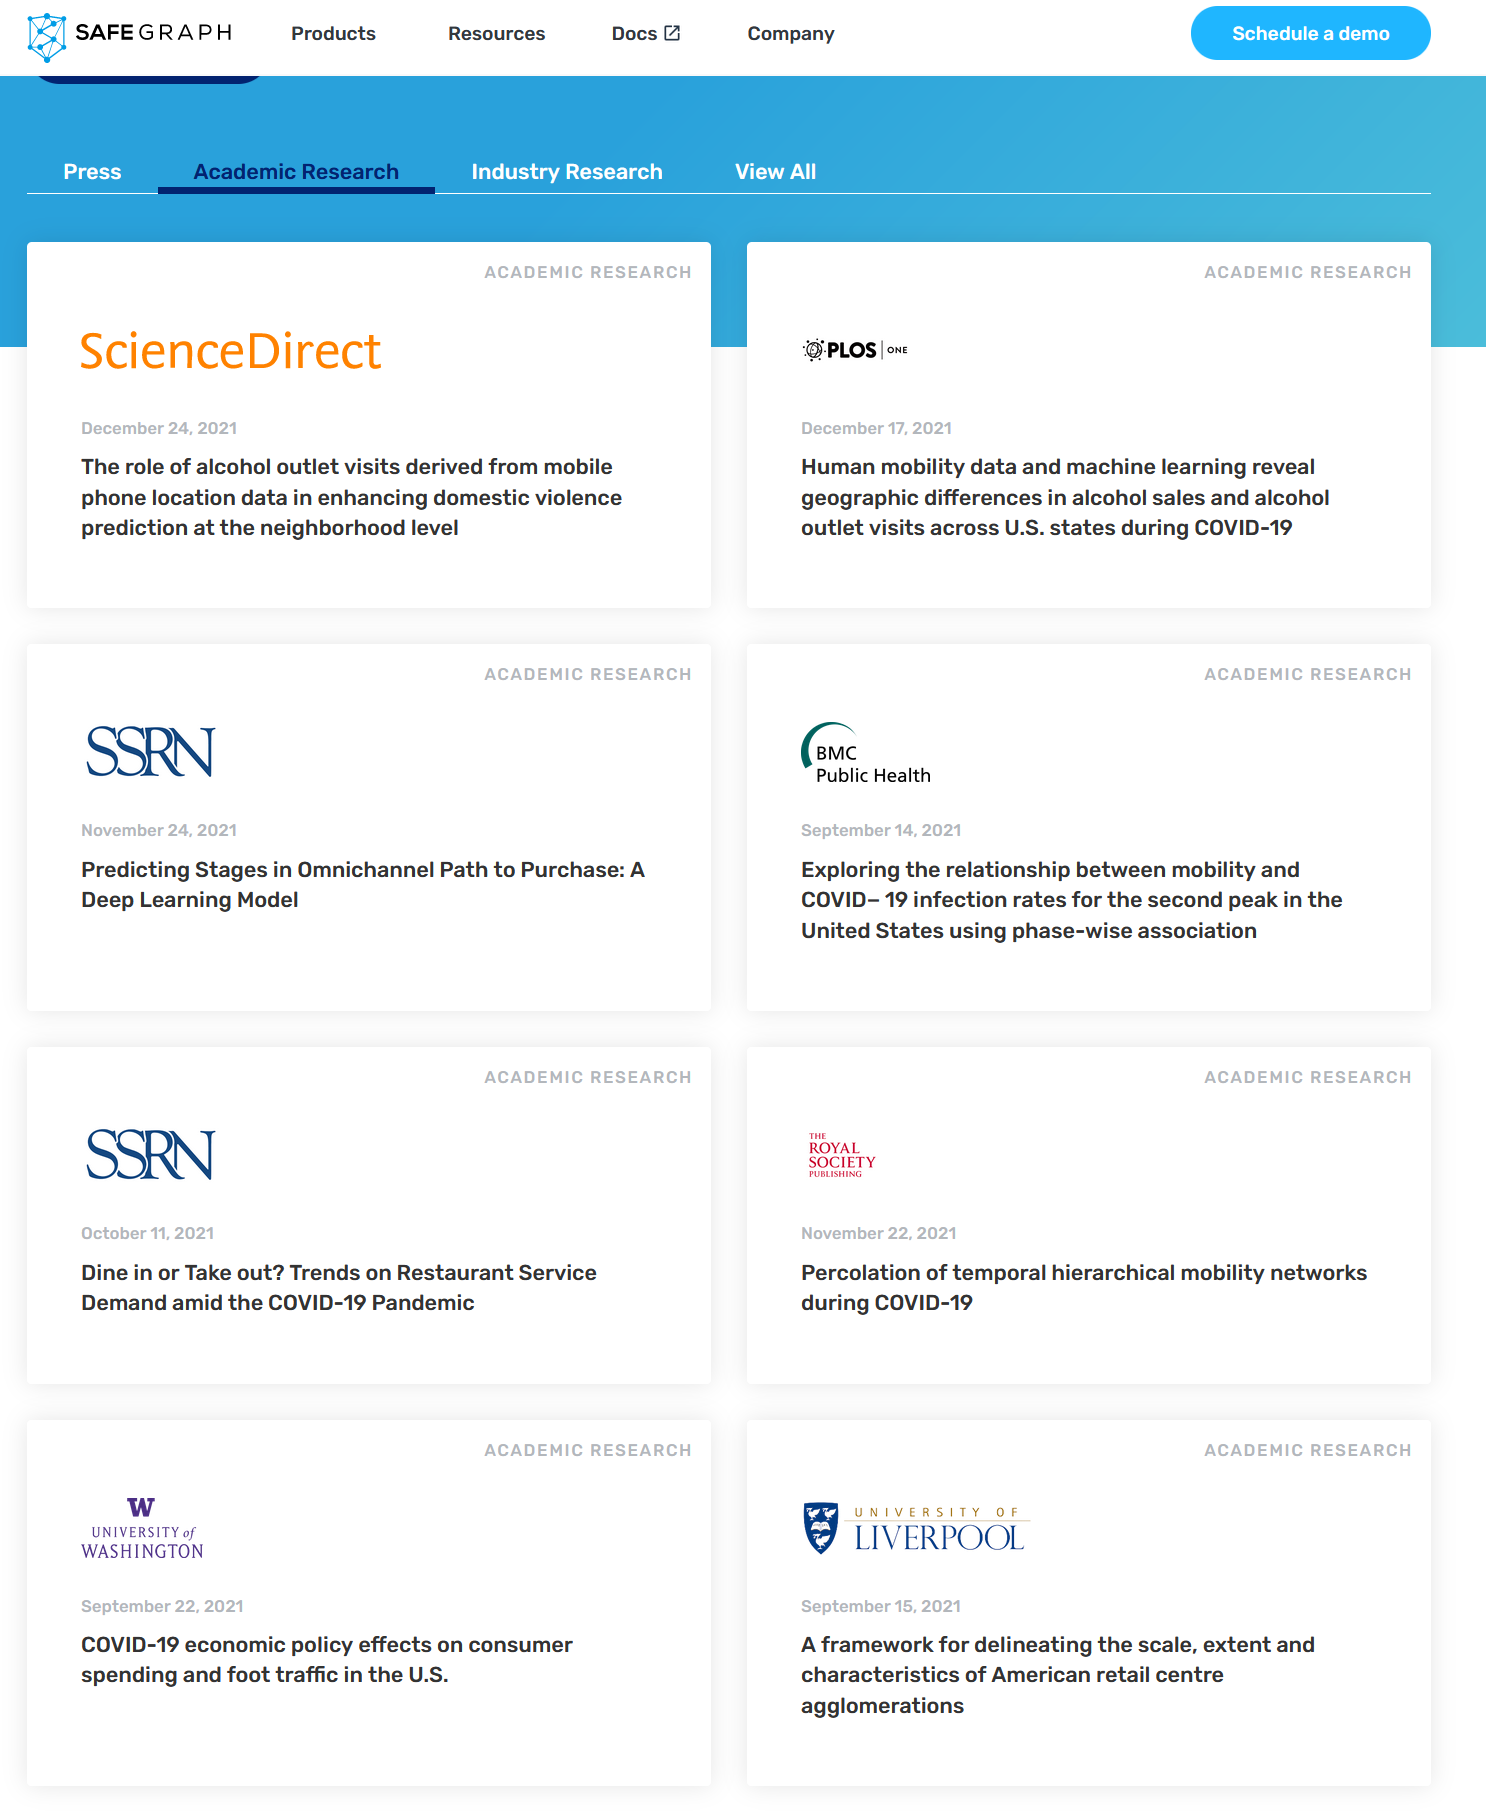 SAFEGRAPH
Products
Resources
Docs
Company
Schedule a demo
Press
Academic Research
Industry Research
View All
ACADEMIC RESEARCH
ScienceDirect
December 24, 2021
The role of alcohol outlet visits derived from mobile
phone location data in enhancing domestic violence
prediction at the neighborhood level
ACADEMIC RESEARCH
PLOS ONE
December 17, 2021
Human mobility data and machine learning reveal
geographic differences in alcohol sales and alcohol
outlet visits across U.S. states during COVID-19
ACADEMIC RESEARCH
SSRN
November 24, 2021
Predicting Stages in Omnichannel Path to Purchase: A
Deep Learning Model
ACADEMIC RESEARCH
BMC
Public Health
September 14, 2021
Exploring the relationship between mobility and
COVID– 19 infection rates for the second peak in the
United States using phase-wise association
ACADEMIC RESEARCH
SSRN
October 11, 2021
Dine in or Take out? Trends on Restaurant Service
Demand amid the COVID-19 Pandemic
ACADEMIC RESEARCH
THE
ROYAL
SOCIETY
PUBLISHING
November 22, 2021
Percolation of temporal hierarchical mobility networks
during COVID-19
ACADEMIC RESEARCH
W
UNIVERSITY of
WASHINGTON
September 22, 2021
COVID-19 economic policy effects on consumer
spending and foot traffic in the U.S.
ACADEMIC RESEARCH
UNIVERSITY OF
LIVERPOOL
September 15, 2021
A framework for delineating the scale, extent and
characteristics of American retail centre
agglomerations